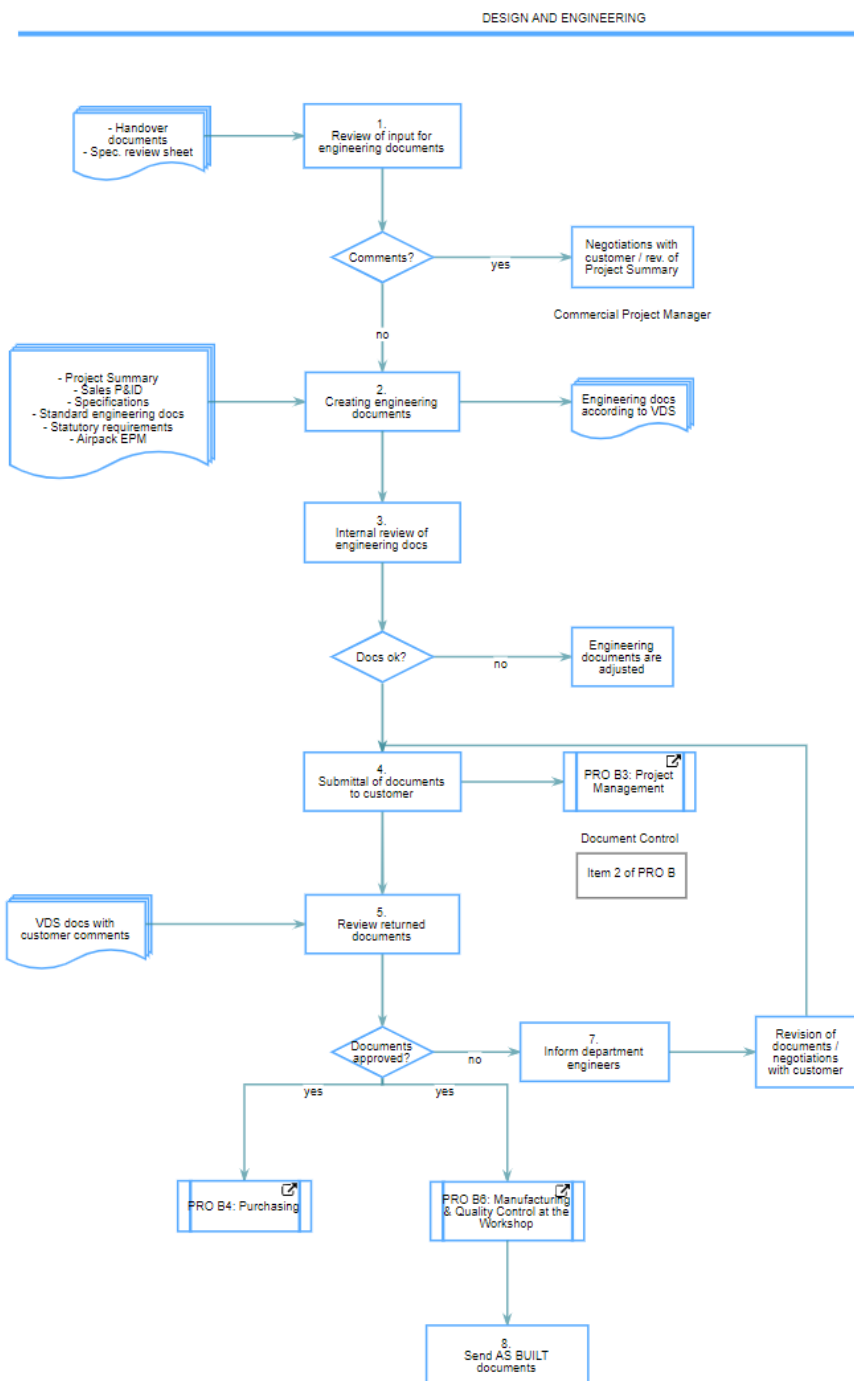 DESIGN AND ENGINEERING
- Handover
documents
- Spec. review sheet
1.
Review of input for
engineering documents
Comments?
yes
Negotiations with
customer / rev. of
Project Summary
Commercial Project Manager
no
- Project Summary
- Sales P&ID
- Specifications
- Standard engineering docs
- Statutory requirements
- Airpack EPM
2.
Creating engineering
documents
Engineering docs
according to VDS
3.
Internal review of
engineering docs
Docs ok?
no
Engineering
documents are
adjusted
4.
Submittal of documents
to customer
PRO B3: Project
Management
Document Control
Item 2 of PRO B
VDS docs with
customer comments
5.
Review returned
documents
Documents
approved?
no
7.
Inform department
engineers
Revision of
documents /
negotiations
with customer
yes
yes
PRO B4: Purchasing
PRO B6: Manufacturing
& Quality Control at the
Workshop
8.
Send AS BUILT
documents